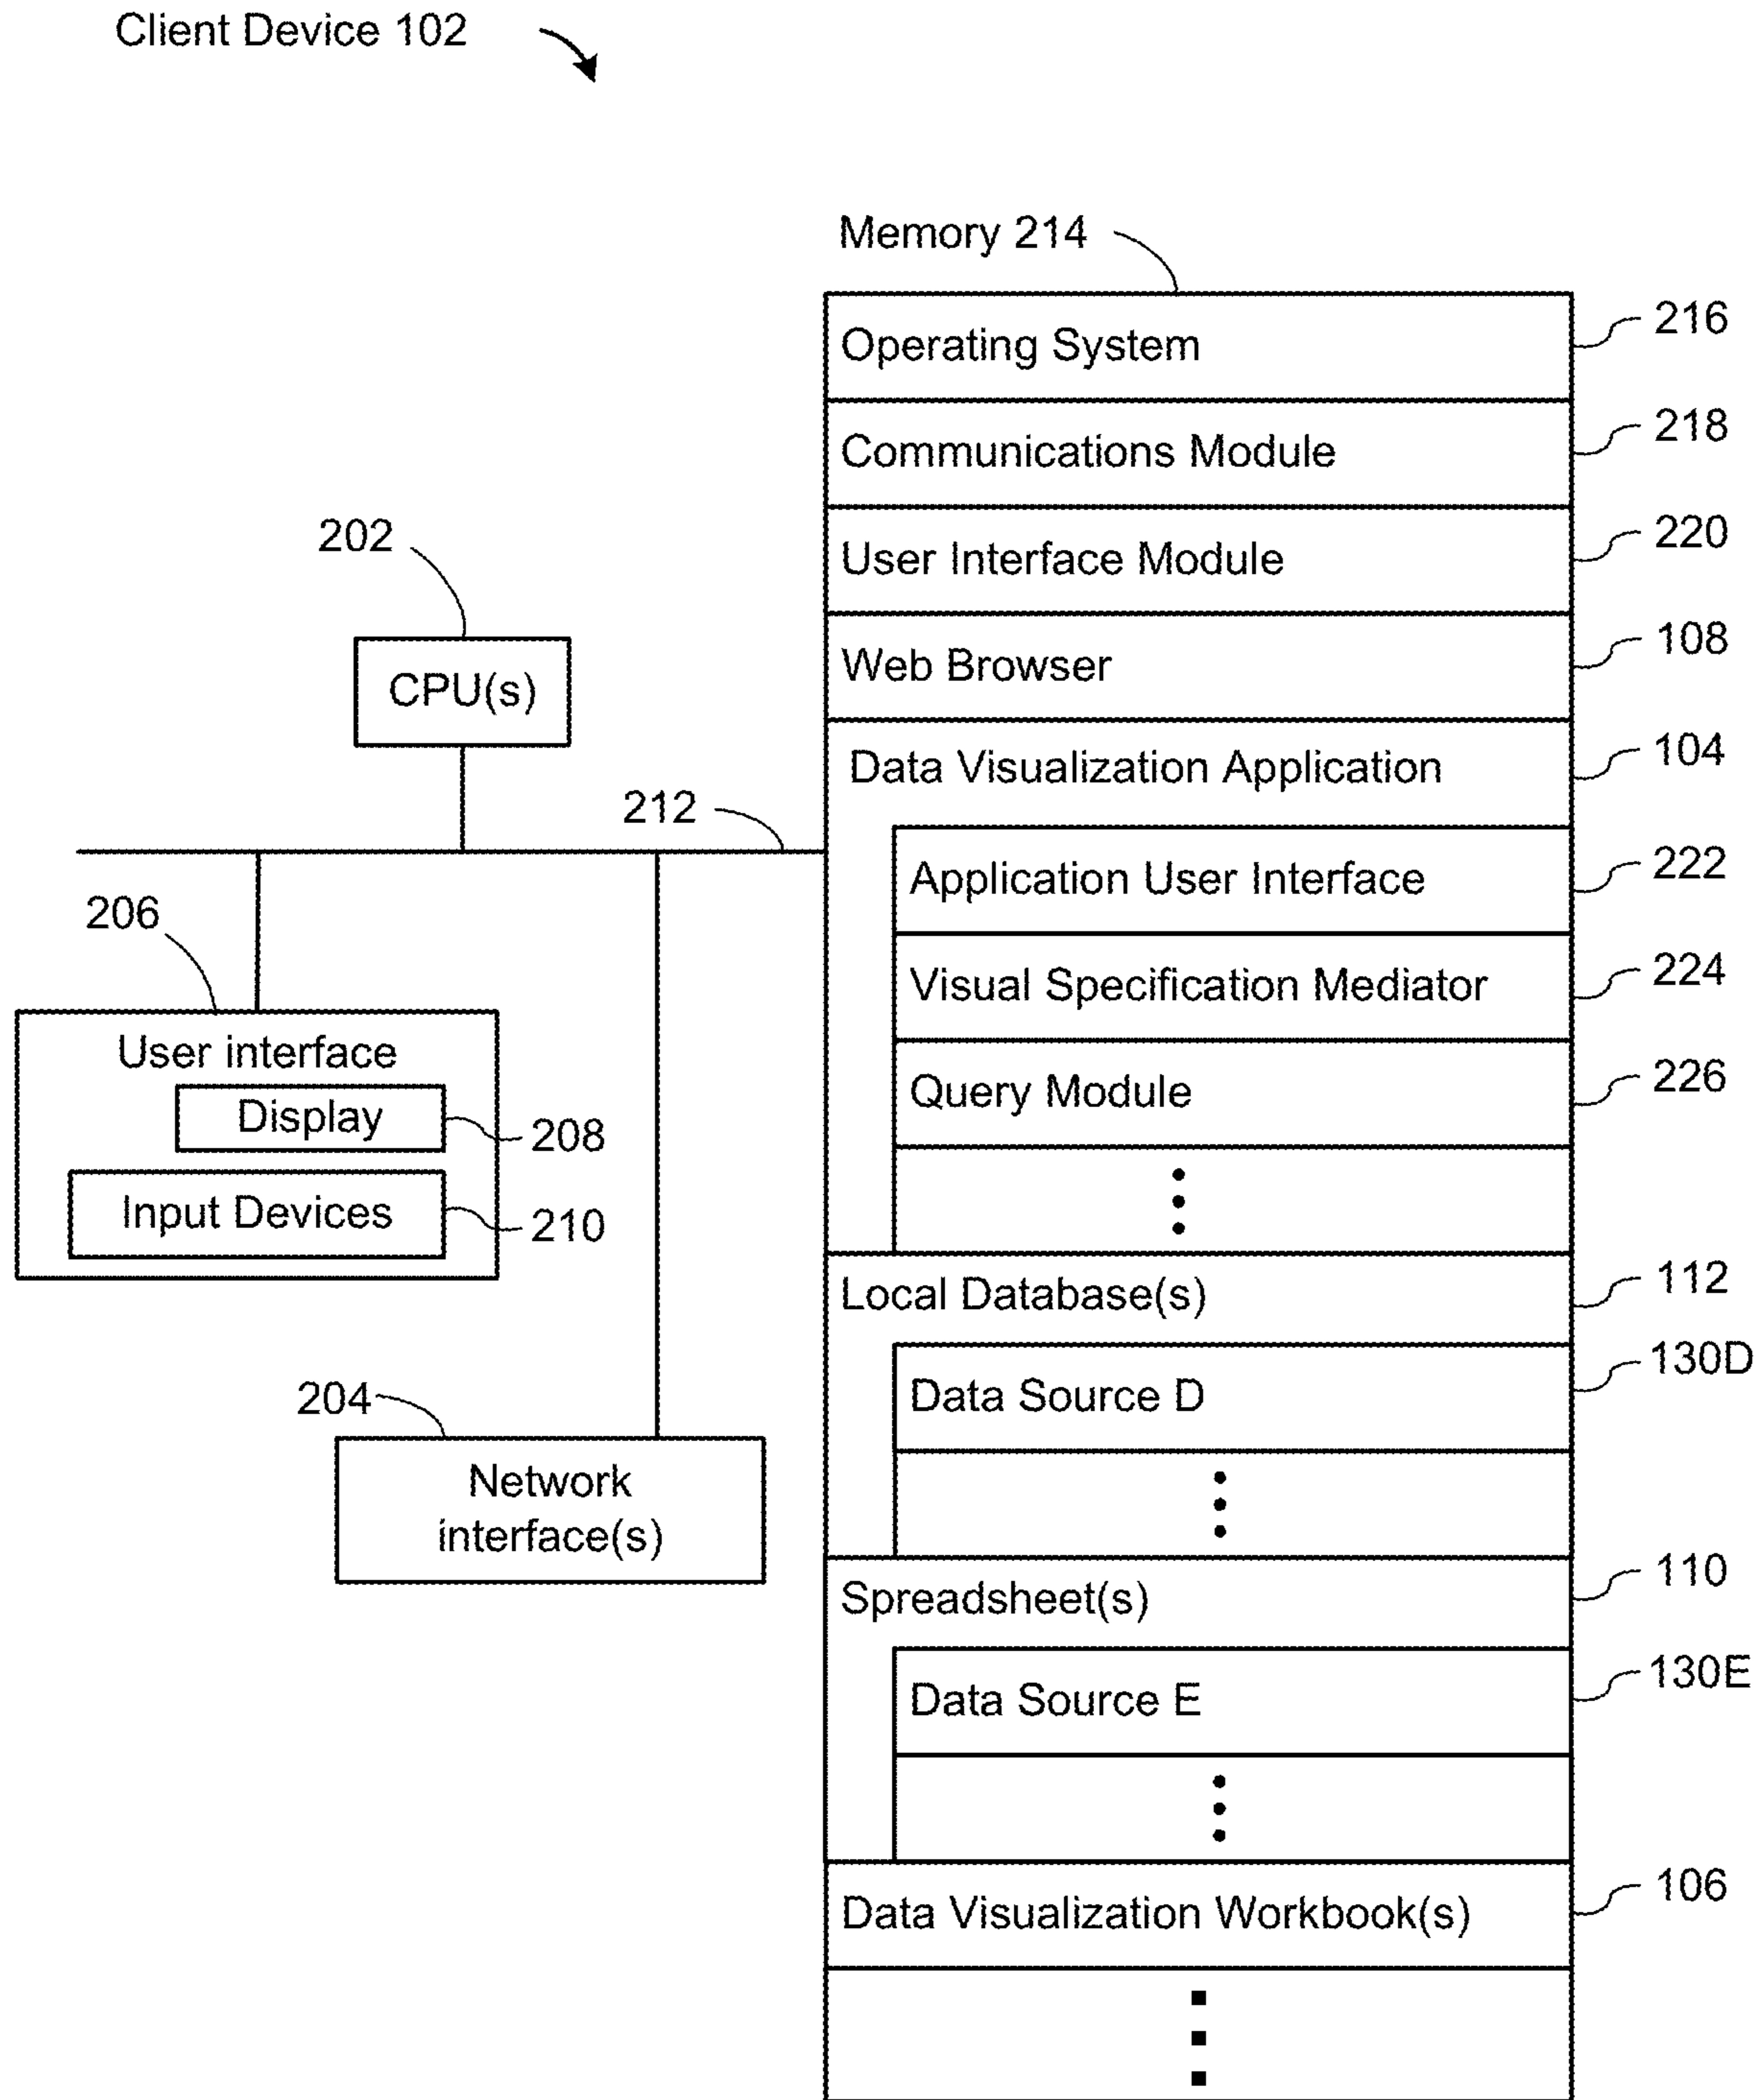 Client Device 102
Memory 214
Operating System
216
Communications Module
218
User Interface Module
220
Web Browser
108
Data Visualization Application
104
Application User Interface
222
Visual Specification Mediator
224
Query Module
226
Local Database(s)
112
Data Source D
130D
Spreadsheet(s)
110
Data Source E
130E
Data Visualization Workbook(s)
106
202
CPU(s)
212
206
User interface
Display
208
Input Devices
210
204
Network
interface(s)